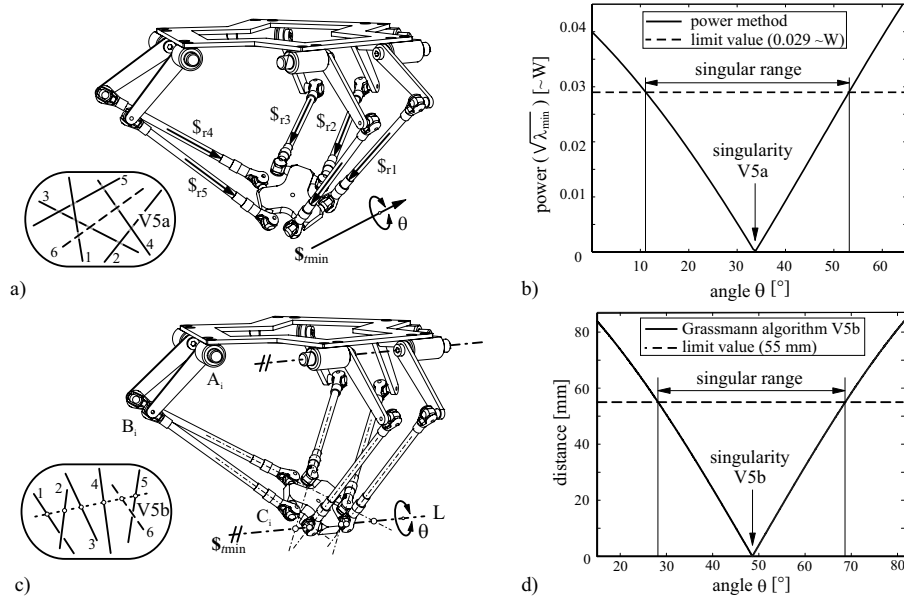 $r3
$r2
$r4
$r1
$r5
5
3
V5a
6
1
2
4
θ
$tmin
a)
power method
limit value (0.029 ~W)
singular range
singularity
V5a
0.04
0.03
0.02
0.01
0
10
20
30
40
50
60
power (√λmin) [~W]
angle θ [°]
b)
Ai
Bi
Ci
L
θ
$tmin
1
2
4
5
V5b
3
6
c)
Grassmann algorithm V5b
limit value (55 mm)
singular range
singularity
V5b
80
60
40
20
0
20
30
40
50
60
70
80
distance [mm]
angle θ [°]
d)